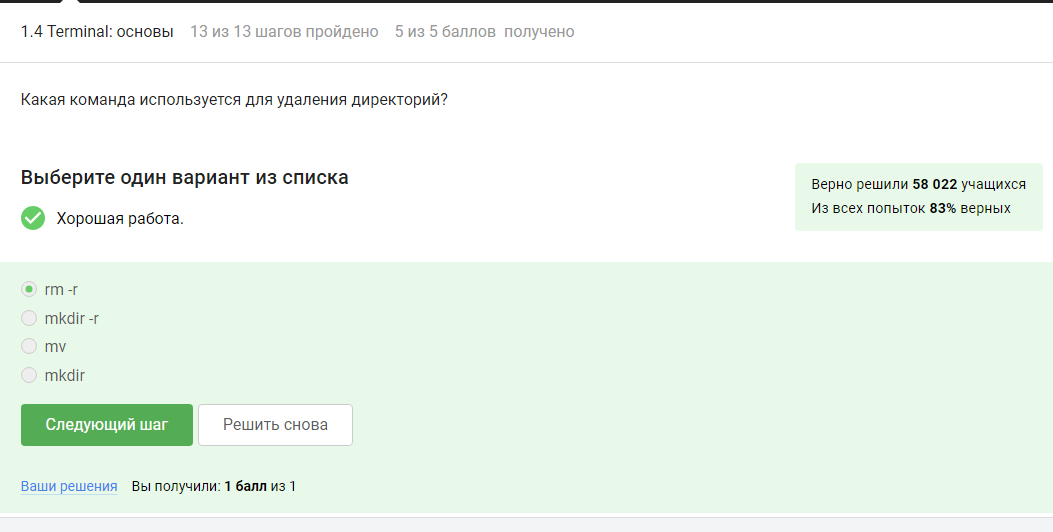 1.4 Terminal: основы 13 из 13 шагов пройдено 5 из 5 баллов получено
Какая команда используется для удаления директорий?
Выберите один вариант из списка
Хорошая работа.
Верно решили 58 022 учащихся
Из всех попыток 83% верных
rm -r
mkdir -r
mv
mkdir
Следующий шаг Решить снова
Ваши решения Вы получили: 1 балл из 1